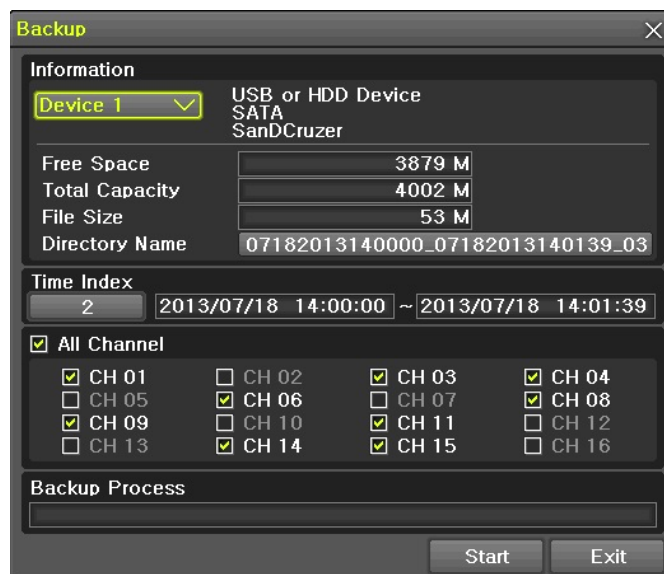 Backup
Information
Device 1
USB or HDD Device
SATA
SanDCruzer
Free Space 3879 M
Total Capacity 4002 M
File Size 53 M
Directory Name 07182013140000_07182013140139_03
Time Index
2 2013/07/18 14:00:00 ~ 2013/07/18 14:01:39
All Channel
CH 01 CH 02 CH 03 CH 04
CH 05 CH 06 CH 07 CH 08
CH 09 CH 10 CH 11 CH 12
CH 13 CH 14 CH 15 CH 16
Backup Process
Start Exit